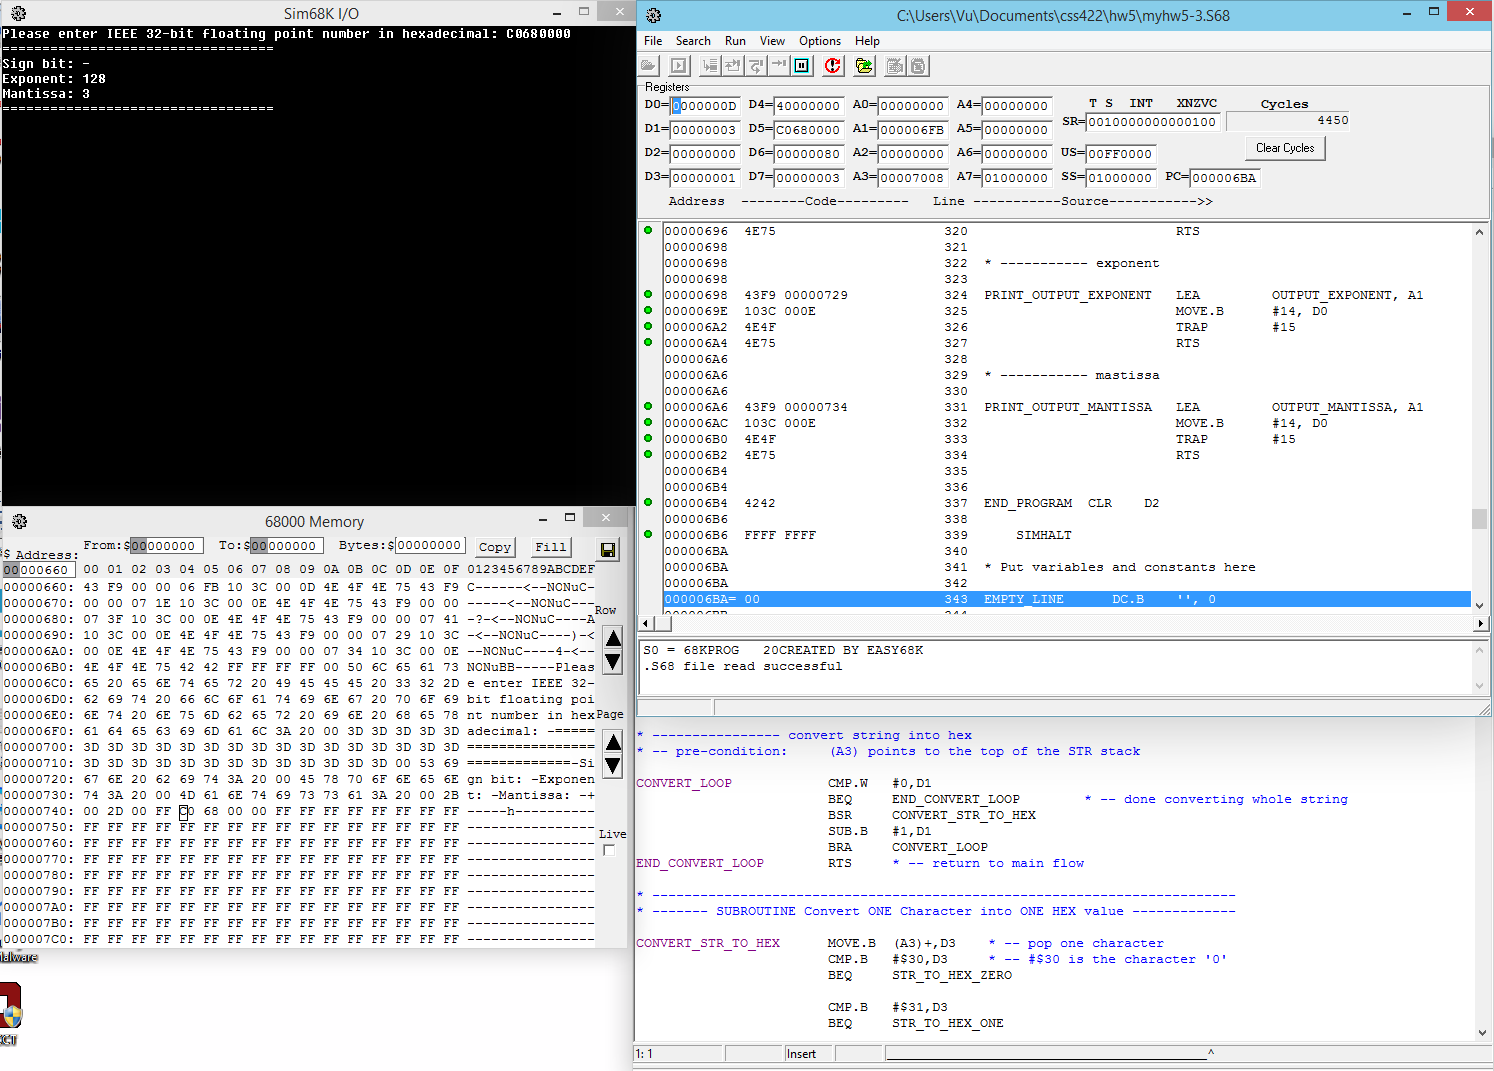 Sim68K I/O
Please enter IEEE 32-bit floating point number in hexadecimal: C0680000
==================================
Sign bit: -
Exponent: 128
Mantissa: 3
==================================
C:\Users\Vu\Documents\css422\hw5\myhw5-3.S68
File Search Run View Options Help
Registers
D0= 0000000D D4= 40000000 A0= 00000000 A4= 00000000 T S INT XNZVC Cycles
D1= 00000003 D5= C0680000 A1= 000006FB A5= 00000000 SR= 0010000000000100 4450
D2= 00000000 D6= 00000080 A2= 00000000 A6= 00000000 US= 00FF0000 Clear Cycles
D3= 00000001 D7= 00000003 A3= 00007008 A7= 01000000 SS= 01000000 PC= 000006BA
Address --------Code--------- Line -----------Source----------->>
00000696 4E75 320 RTS
00000698 321
00000698 322 * ----------- exponent
00000698 323
00000698 43F9 00000729 324 PRINT_OUTPUT_EXPONENT LEA OUTPUT_EXPONENT, A1
0000069E 103C 000E 325 MOVE.B #14, D0
000006A2 4E4F 326 TRAP #15
000006A4 4E75 327 RTS
000006A6 328
000006A6 329 * ----------- mastissa
000006A6 330
000006A6 43F9 00000734 331 PRINT_OUTPUT_MANTISSA LEA OUTPUT_MANTISSA, A1
000006AC 103C 000E 332 MOVE.B #14, D0
000006B0 4E4F 333 TRAP #15
000006B2 4E75 334 RTS
000006B4 335
000006B4 336
000006B4 4242 337 END_PROGRAM CLR D2
000006B6 338
000006B6 FFFF FFFF 339 SIMHALT
000006BA 340
000006BA 341 * Put variables and constants here
000006BA 342
000006BA= 00 343 EMPTY_LINE DC.B '', 0
S0 = 68KPROG 20CREATED BY EASY68K
.S68 file read successful
68000 Memory
From:$ 00000000 To:$ 00000000 Bytes:$ 00000000 Copy Fill
$ Address:
00000660 00 01 02 03 04 05 06 07 08 09 0A 0B 0C 0D 0E 0F 0123456789ABCDEF
00000660: 43 F9 00 00 06 FB 10 3C 00 0D 4E 4F 4E 75 43 F9 C------<--NONuC-
00000670: 00 00 07 1E 10 3C 00 0E 4E 4F 4E 75 43 F9 00 00 -----<--NONuC---
00000680: 07 3F 10 3C 00 0E 4E 4F 4E 75 43 F9 00 00 07 41 -?-<--NONuC----A
00000690: 10 3C 00 0E 4E 4F 4E 75 43 F9 00 00 07 29 10 3C -<--NONuC----)-<
000006A0: 00 0E 4E 4F 4E 75 43 F9 00 00 07 34 10 3C 00 0E --NONuC----4-<--
000006B0: 4E 4F 4E 75 42 42 FF FF FF FF 00 50 6C 65 61 73 NONuBB-----Pleas
000006C0: 65 20 65 6E 74 65 72 20 49 45 45 45 20 33 32 2D e enter IEEE 32-
000006D0: 62 69 74 20 66 6C 6F 61 74 69 6E 67 20 70 6F 69 bit floating poi
000006E0: 6E 74 20 6E 75 6D 62 65 72 20 69 6E 20 68 65 78 nt number in hex
000006F0: 61 64 65 63 69 6D 61 6C 3A 20 00 3D 3D 3D 3D 3D adecimal: -=====
00000700: 3D 3D 3D 3D 3D 3D 3D 3D 3D 3D 3D 3D 3D 3D 3D 3D ================
00000710: 3D 3D 3D 3D 3D 3D 3D 3D 3D 3D 3D 3D 3D 00 53 69 =============-Si
00000720: 67 6E 20 62 69 74 3A 20 00 45 78 70 6F 6E 65 6E gn bit: -Exponen
00000730: 74 3A 20 00 4D 61 6E 74 69 73 73 61 3A 20 00 2B t: -Mantissa: -+
00000740: 00 2D 00 FF C0 68 00 00 FF FF FF FF FF FF FF FF -----h----------
00000750: FF FF FF FF FF FF FF FF FF FF FF FF FF FF FF FF ----------------
00000760: FF FF FF FF FF FF FF FF FF FF FF FF FF FF FF FF ----------------
00000770: FF FF FF FF FF FF FF FF FF FF FF FF FF FF FF FF ----------------
00000780: FF FF FF FF FF FF FF FF FF FF FF FF FF FF FF FF ----------------
00000790: FF FF FF FF FF FF FF FF FF FF FF FF FF FF FF FF ----------------
000007A0: FF FF FF FF FF FF FF FF FF FF FF FF FF FF FF FF ----------------
000007B0: FF FF FF FF FF FF FF FF FF FF FF FF FF FF FF FF ----------------
000007C0: FF FF FF FF FF FF FF FF FF FF FF FF FF FF FF FF ----------------
Row
Page
Live
* ---------------- convert string into hex
* -- pre-condition: (A3) points to the top of the STR stack
CONVERT_LOOP CMP.W #0,D1
BEQ END_CONVERT_LOOP * -- done converting whole string
BSR CONVERT_STR_TO_HEX
SUB.B #1,D1
BRA CONVERT_LOOP
END_CONVERT_LOOP RTS * -- return to main flow
* -------------------------------------------------------------------------
* ------- SUBROUTINE Convert ONE Character into ONE HEX value -------------
CONVERT_STR_TO_HEX MOVE.B (A3)+,D3 * -- pop one character
CMP.B #$30,D3 * -- #$30 is the character '0'
BEQ STR_TO_HEX_ZERO
CMP.B #$31,D3
BEQ STR_TO_HEX_ONE
1: 1 Insert